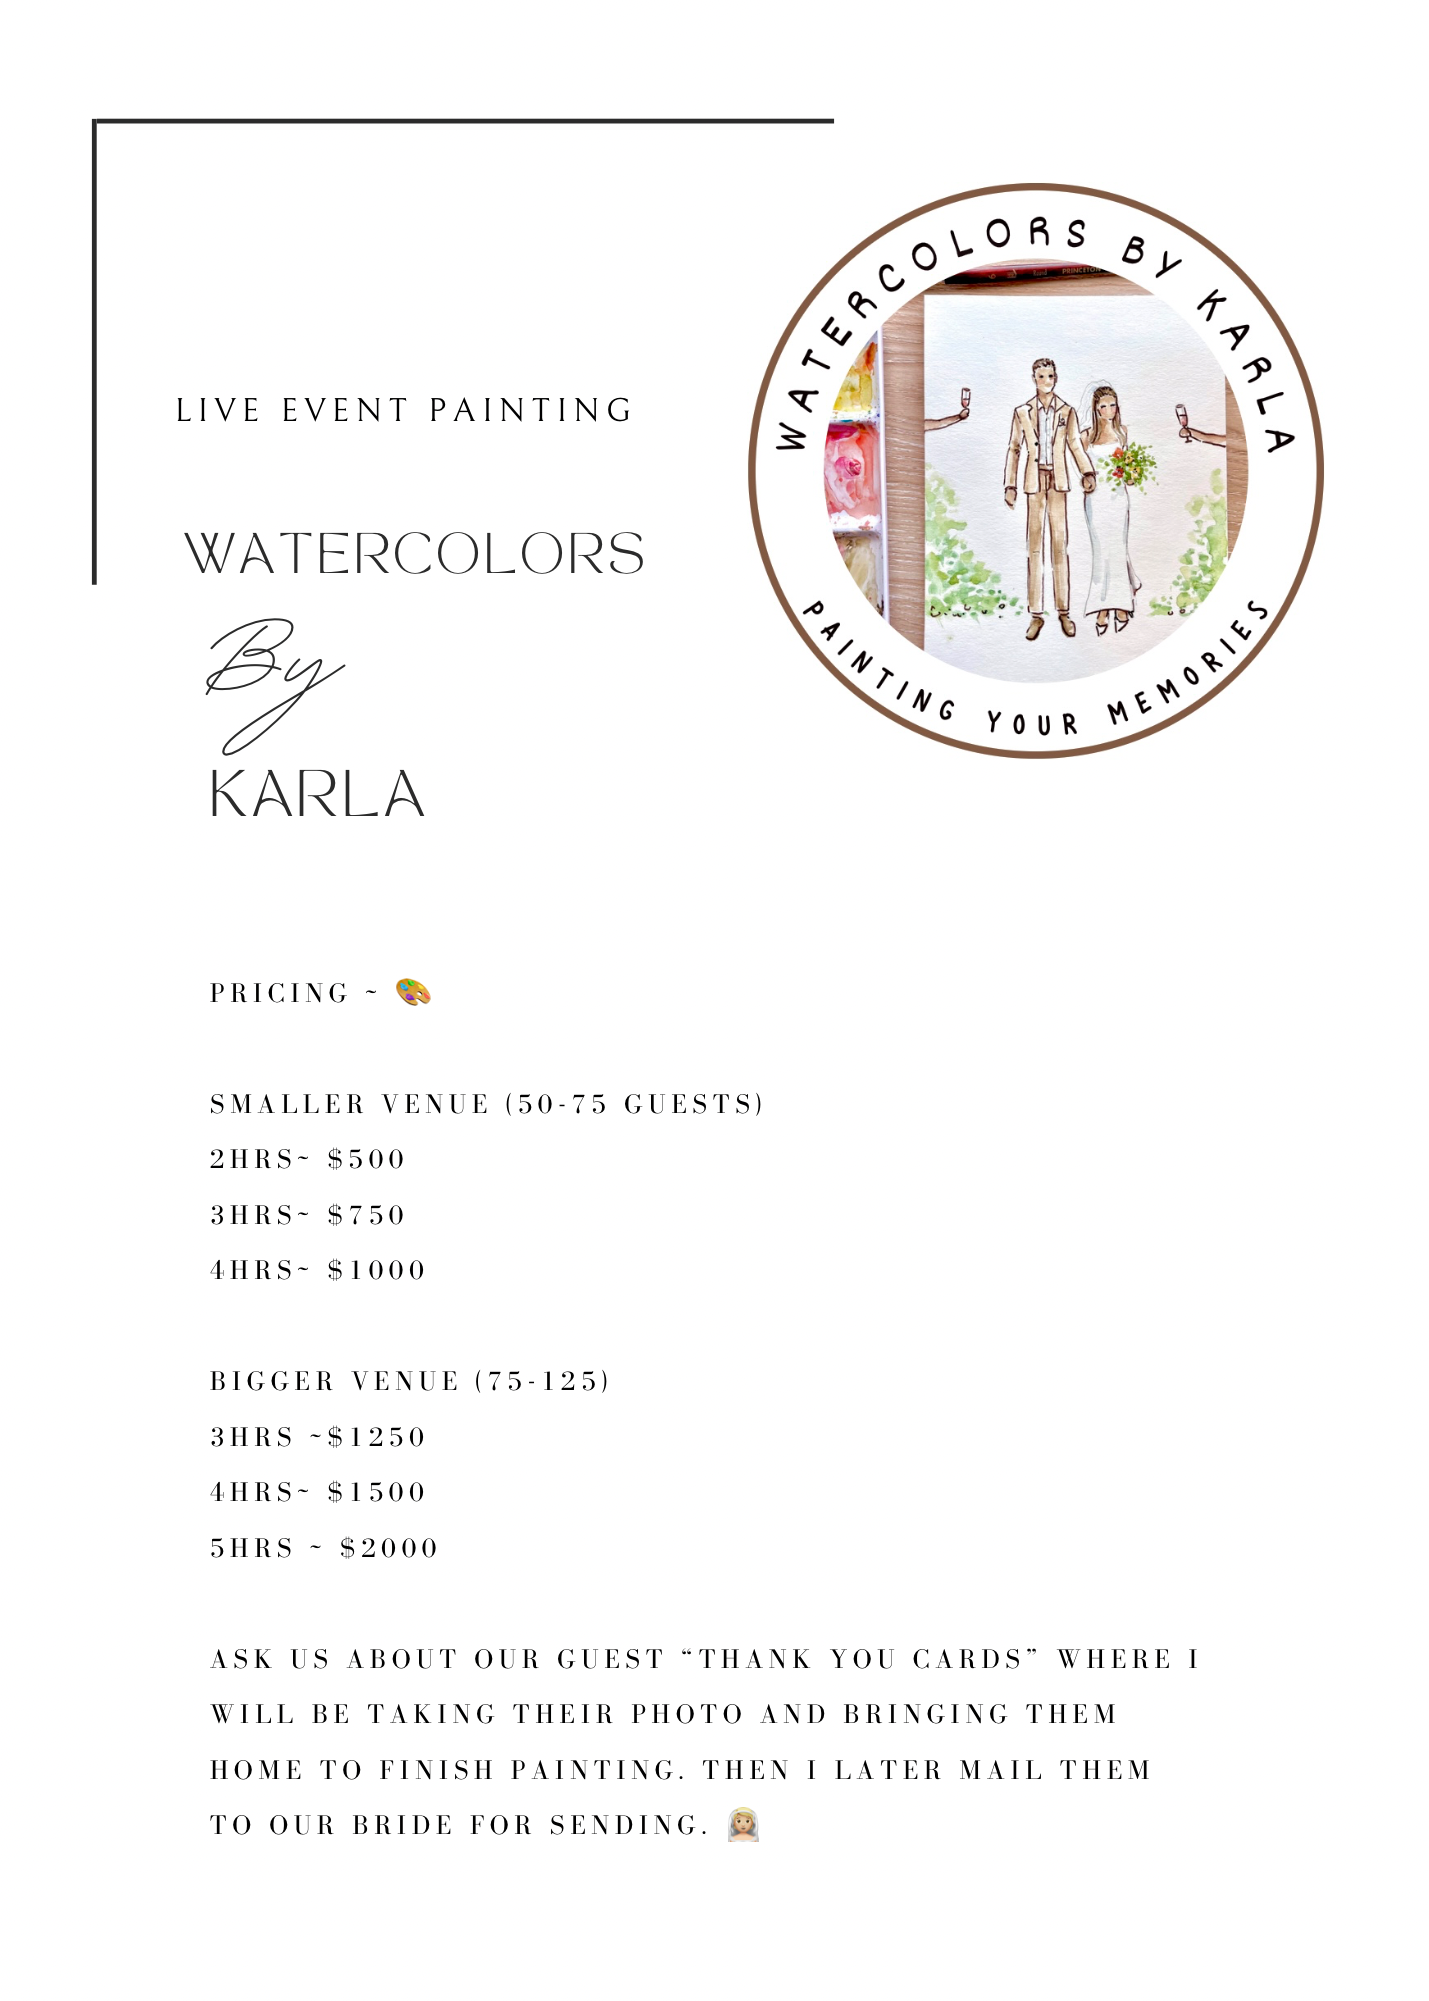 LIVE EVENT PAINTING
WATERCOLORS
By
KARLA
WATERCOLORS BY KARLA
PRINCETON
PAINTING YOUR MEMORIES
PRICING ~ 🎨
SMALLER VENUE (50-75 GUESTS)
2HRS~ $500
3HRS~ $750
4HRS~ $1000
BIGGER VENUE (75-125)
3HRS ~$1250
4HRS~ $1500
5HRS ~ $2000
ASK US ABOUT OUR GUEST “THANK YOU CARDS” WHERE I
WILL BE TAKING THEIR PHOTO AND BRINGING THEM
HOME TO FINISH PAINTING. THEN I LATER MAIL THEM
TO OUR BRIDE FOR SENDING. 👰🏼